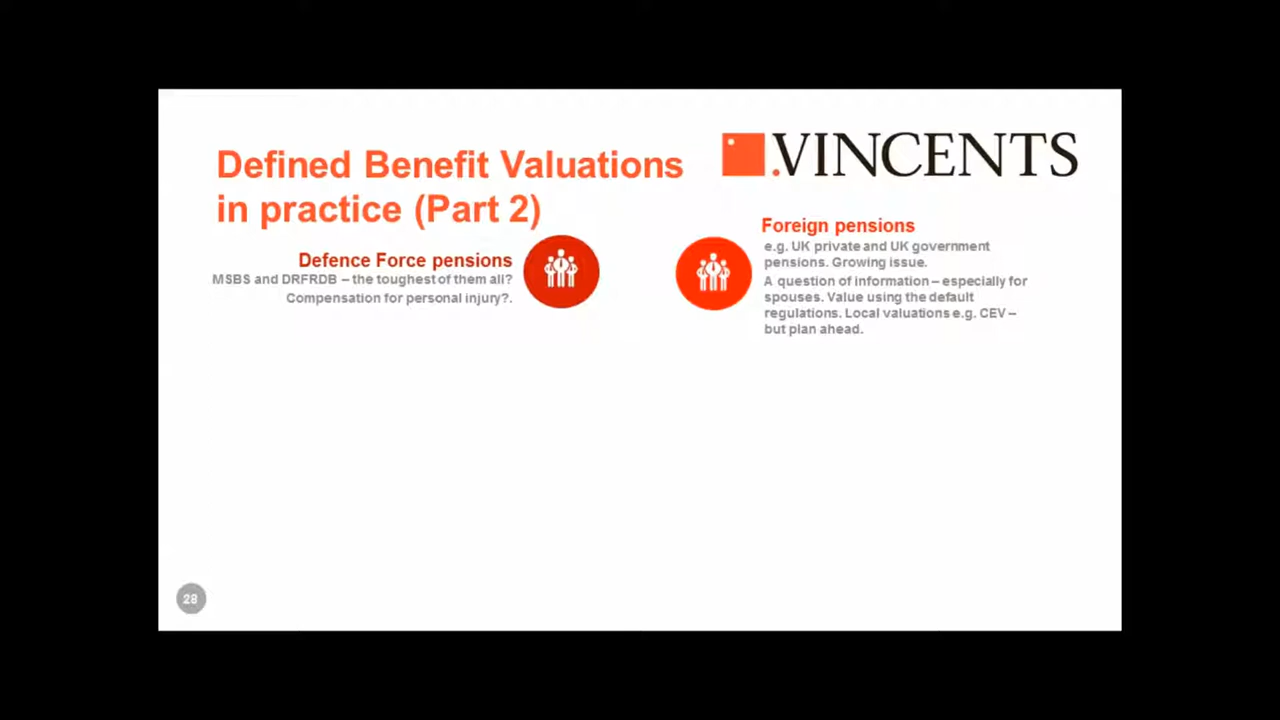 Defined Benefit Valuations
in practice (Part 2)
.VINCENTS
Defence Force pensions
MSBS and DRFRDB – the toughest of them all?
Compensation for personal injury?.
Foreign pensions
e.g. UK private and UK government
pensions. Growing issue.
A question of information – especially for
spouses. Value using the default
regulations. Local valuations e.g. CEV –
but plan ahead.
28